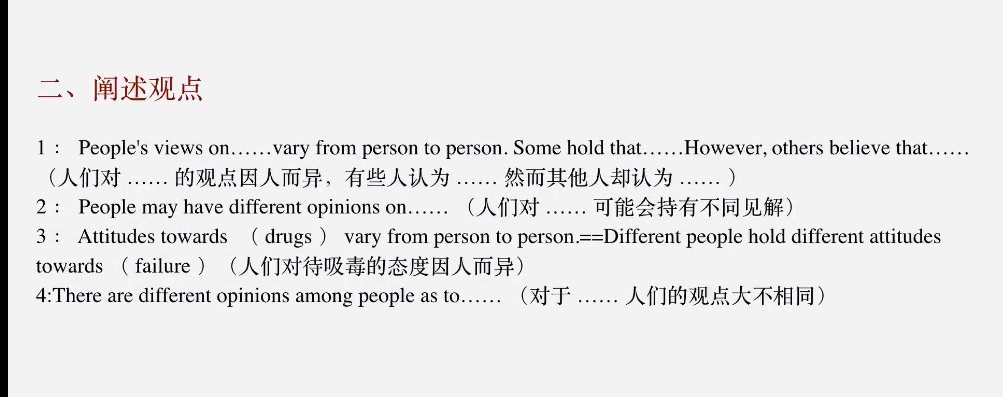 二、阐述观点
1： People's views on……vary from person to person. Some hold that……However, others believe that……
（人们对 …… 的观点因人而异，有些人认为 …… 然而其他人却认为 …… ）
2： People may have different opinions on…… （人们对 …… 可能会持有不同见解）
3： Attitudes towards （ drugs ） vary from person to person.==Different people hold different attitudes
towards （ failure ）（人们对待吸毒的态度因人而异）
4:There are different opinions among people as to…… （对于 …… 人们的观点大不相同）